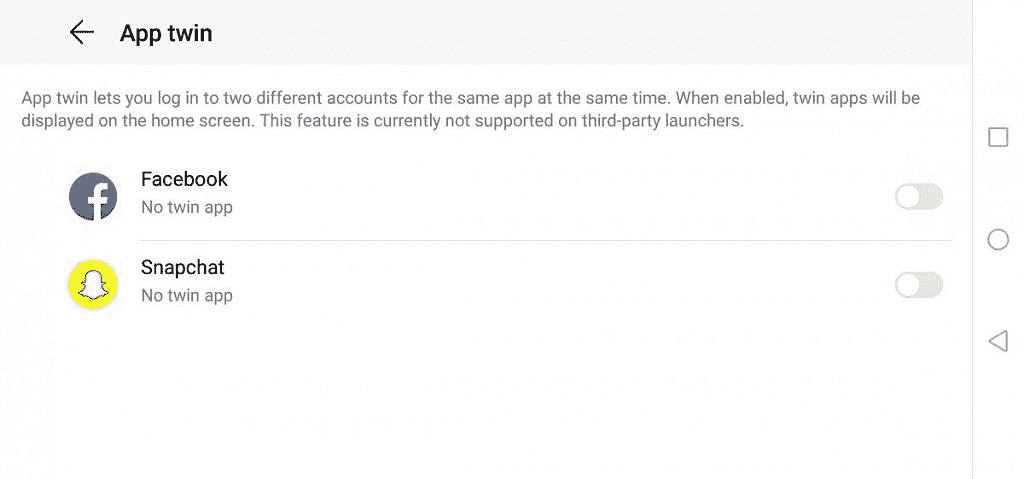 App twin
App twin lets you log in to two different accounts for the same app at the same time. When enabled, twin apps will be
displayed on the home screen. This feature is currently not supported on third-party launchers.
Facebook
No twin app
Snapchat
No twin app